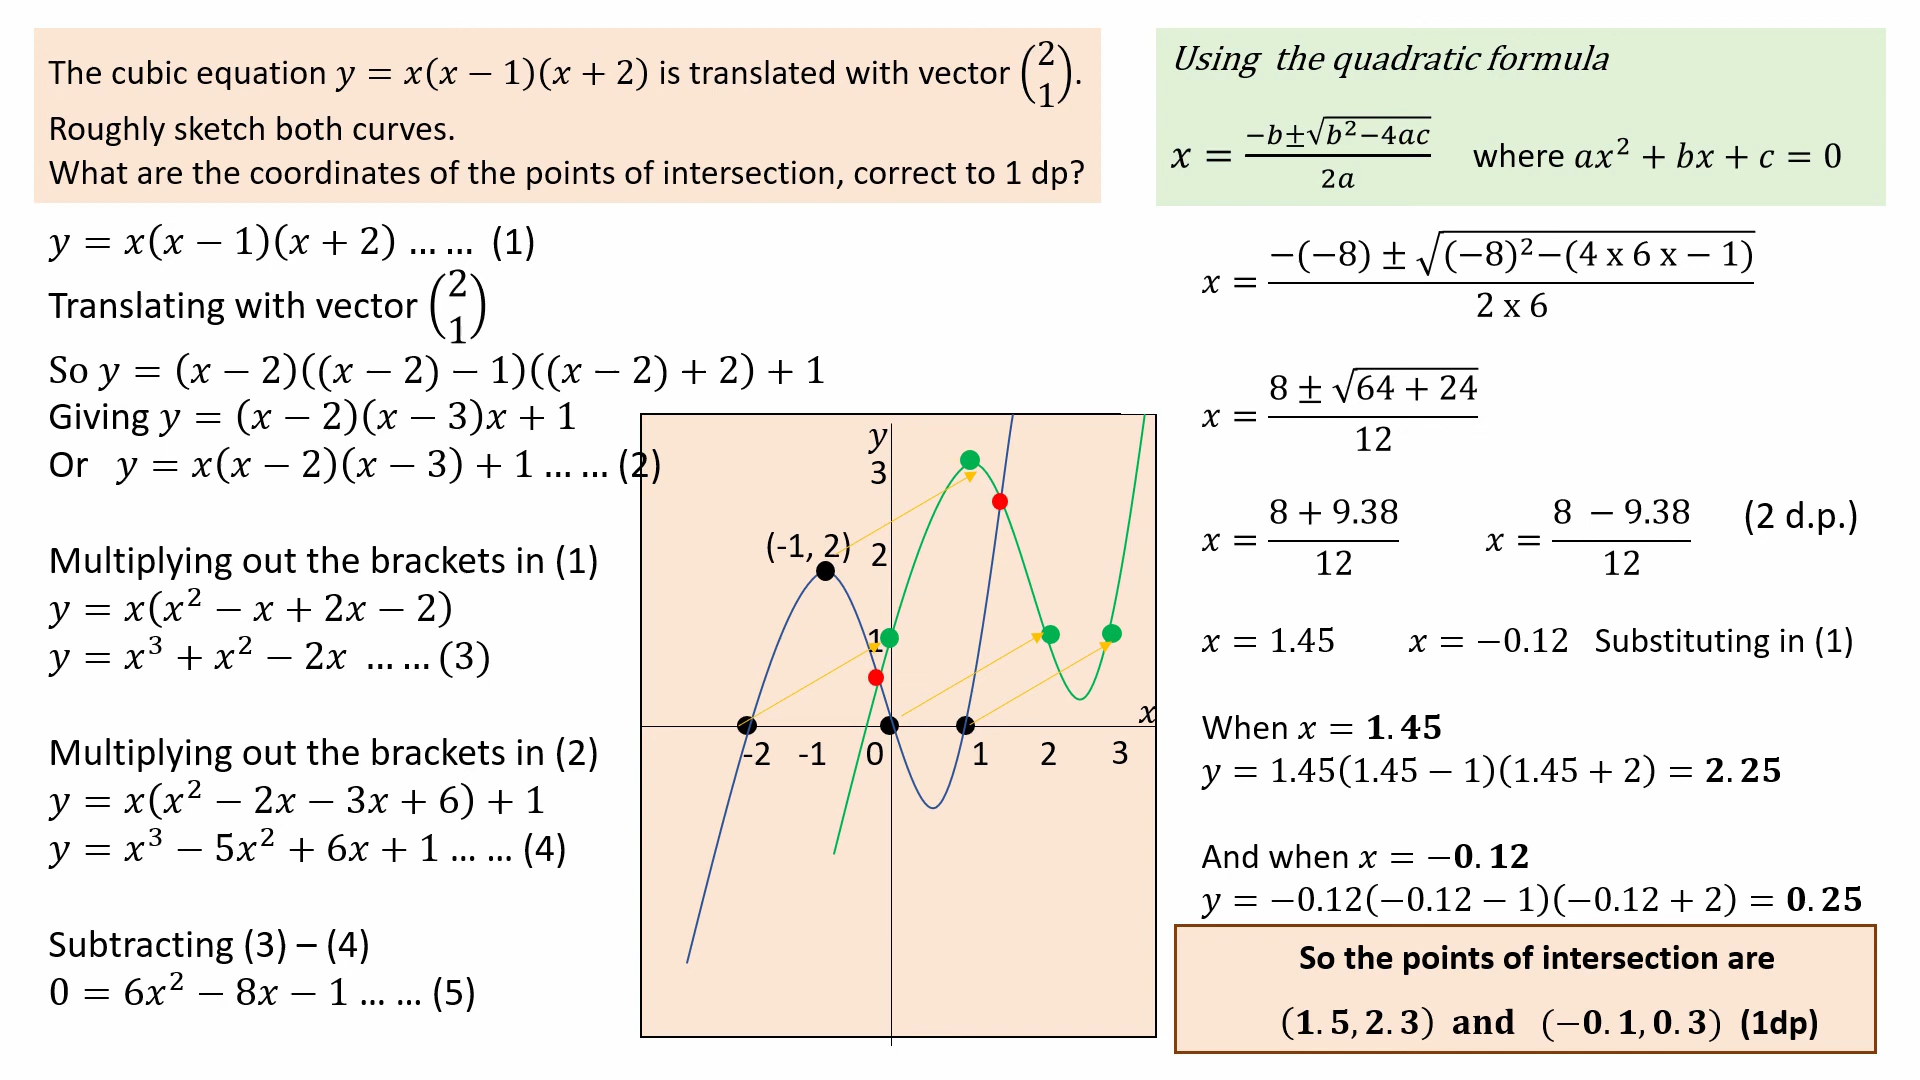 The cubic equation y = x(x − 1)(x + 2) is translated with vector (2 1).
Roughly sketch both curves.
What are the coordinates of the points of intersection, correct to 1 dp?
y = x(x − 1)(x + 2) … … (1)
Translating with vector (2 1)
So y = (x − 2)((x − 2) − 1)((x − 2) + 2) + 1
Giving y = (x − 2)(x − 3)x + 1
Or y = x(x − 2)(x − 3) + 1 … … (2)
Multiplying out the brackets in (1)
y = x(x² − x + 2x − 2)
y = x³ + x² − 2x … … (3)
Multiplying out the brackets in (2)
y = x(x² − 2x − 3x + 6) + 1
y = x³ − 5x² + 6x + 1 … … (4)
Subtracting (3) – (4)
0 = 6x² − 8x − 1 … … (5)
y
3
(-1, 2)
2
1
x
-2 -1 0 1 2 3
Using the quadratic formula
x = −b±√b²−4ac / 2a where ax² + bx + c = 0
x = −(−8) ± √(−8)²−(4 x 6 x − 1) / 2 x 6
x = 8 ± √64 + 24 / 12
x = 8 + 9.38 / 12 x = 8 − 9.38 / 12 (2 d.p.)
x = 1.45 x = −0.12 Substituting in (1)
When x = 1.45
y = 1.45(1.45 − 1)(1.45 + 2) = 2.25
And when x = −0.12
y = −0.12(−0.12 − 1)(−0.12 + 2) = 0.25
So the points of intersection are
(1.5, 2.3) and (−0.1, 0.3) (1dp)